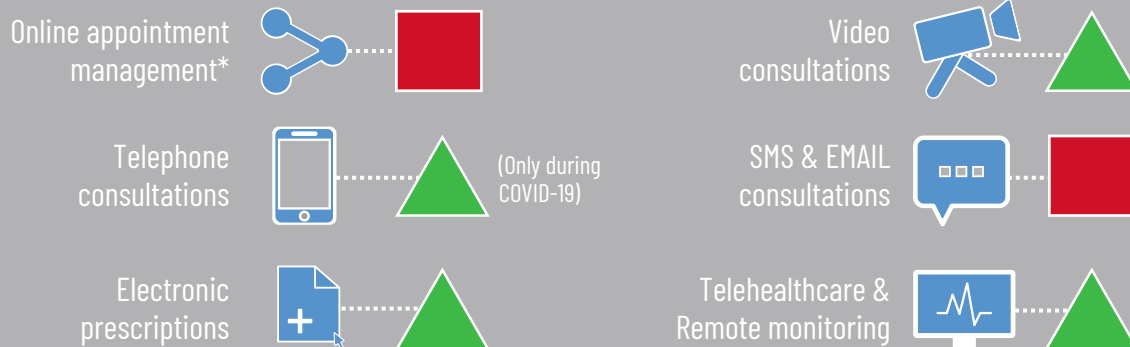 Online appointment
management*
Video
consultations
Telephone
consultations
(Only during
COVID-19)
SMS & EMAIL
consultations
Electronic
prescriptions
Telehealthcare &
Remote monitoring